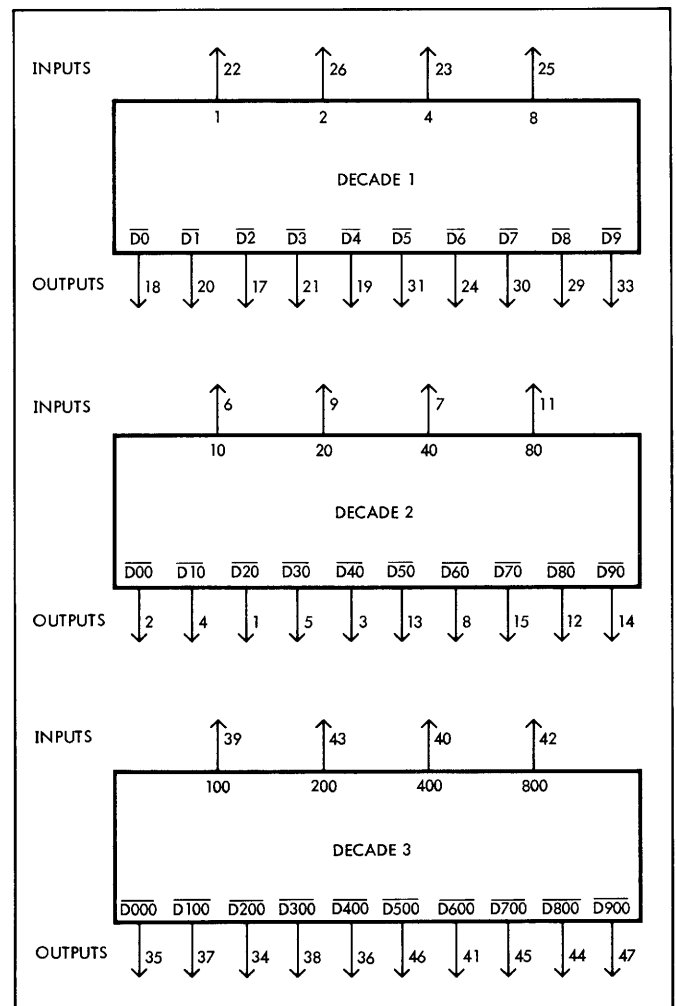 INPUTS 22 26 23 25
1 2 4 8
DECADE 1
D0 D1 D2 D3 D4 D5 D6 D7 D8 D9
OUTPUTS 18 20 17 21 19 31 24 30 29 33
INPUTS 6 9 7 11
10 20 40 80
DECADE 2
D00 D10 D20 D30 D40 D50 D60 D70 D80 D90
OUTPUTS 2 4 1 5 3 13 8 15 12 14
INPUTS 39 43 40 42
100 200 400 800
DECADE 3
D000 D100 D200 D300 D400 D500 D600 D700 D800 D900
OUTPUTS 35 37 34 38 36 46 41 45 44 47